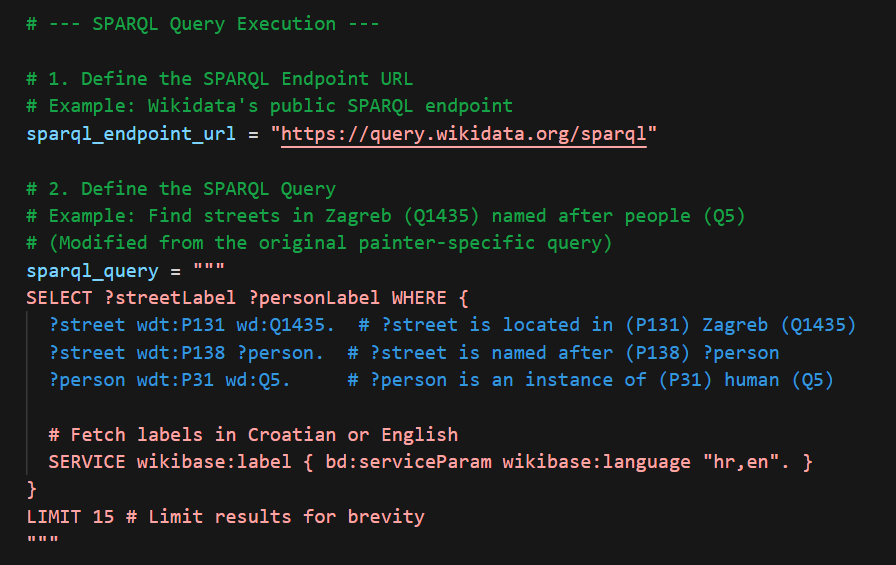 # --- SPARQL Query Execution ---
# 1. Define the SPARQL Endpoint URL
# Example: Wikidata's public SPARQL endpoint
sparql_endpoint_url = "https://query.wikidata.org/sparql"
# 2. Define the SPARQL Query
# Example: Find streets in Zagreb (Q1435) named after people (Q5)
# (Modified from the original painter-specific query)
sparql_query = """
SELECT ?streetLabel ?personLabel WHERE {
  ?street wdt:P131 wd:Q1435.  # ?street is located in (P131) Zagreb (Q1435)
  ?street wdt:P138 ?person.  # ?street is named after (P138) ?person
  ?person wdt:P31 wd:Q5.     # ?person is an instance of (P31) human (Q5)
  # Fetch labels in Croatian or English
  SERVICE wikibase:label { bd:serviceParam wikibase:language "hr,en". }
}
LIMIT 15 # Limit results for brevity
"""